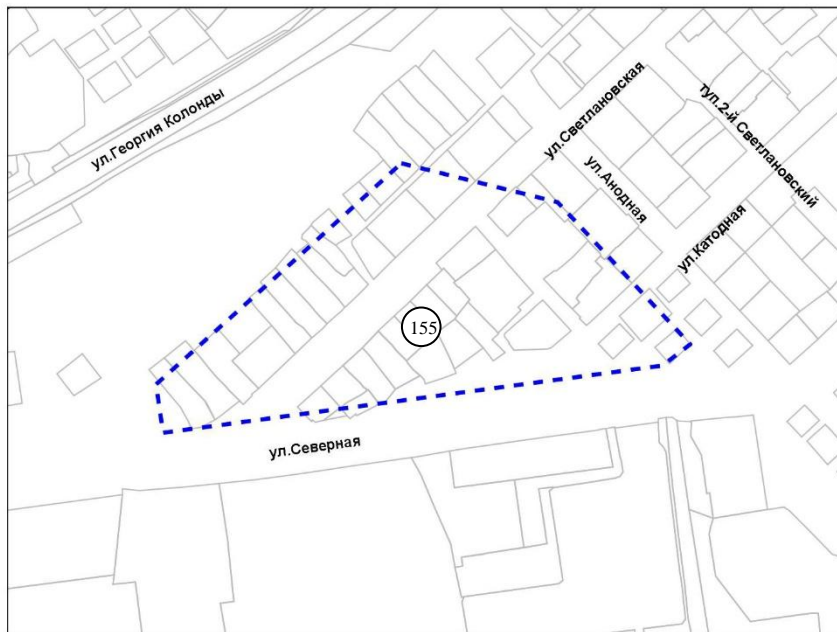 ул.Георгия Колонды
ул.Светлановская
туп.2-й Светлановский
ул.Анодная
ул.Катодная
155
ул.Северная